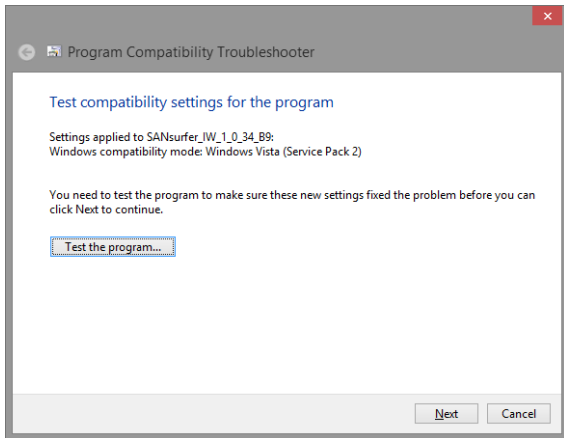 Program Compatibility Troubleshooter
Test compatibility settings for the program
Settings applied to SANsurfer_IW_1_0_34_B9:
Windows compatibility mode: Windows Vista (Service Pack 2)
You need to test the program to make sure these new settings fixed the problem before you can
click Next to continue.
Test the program...
Next
Cancel